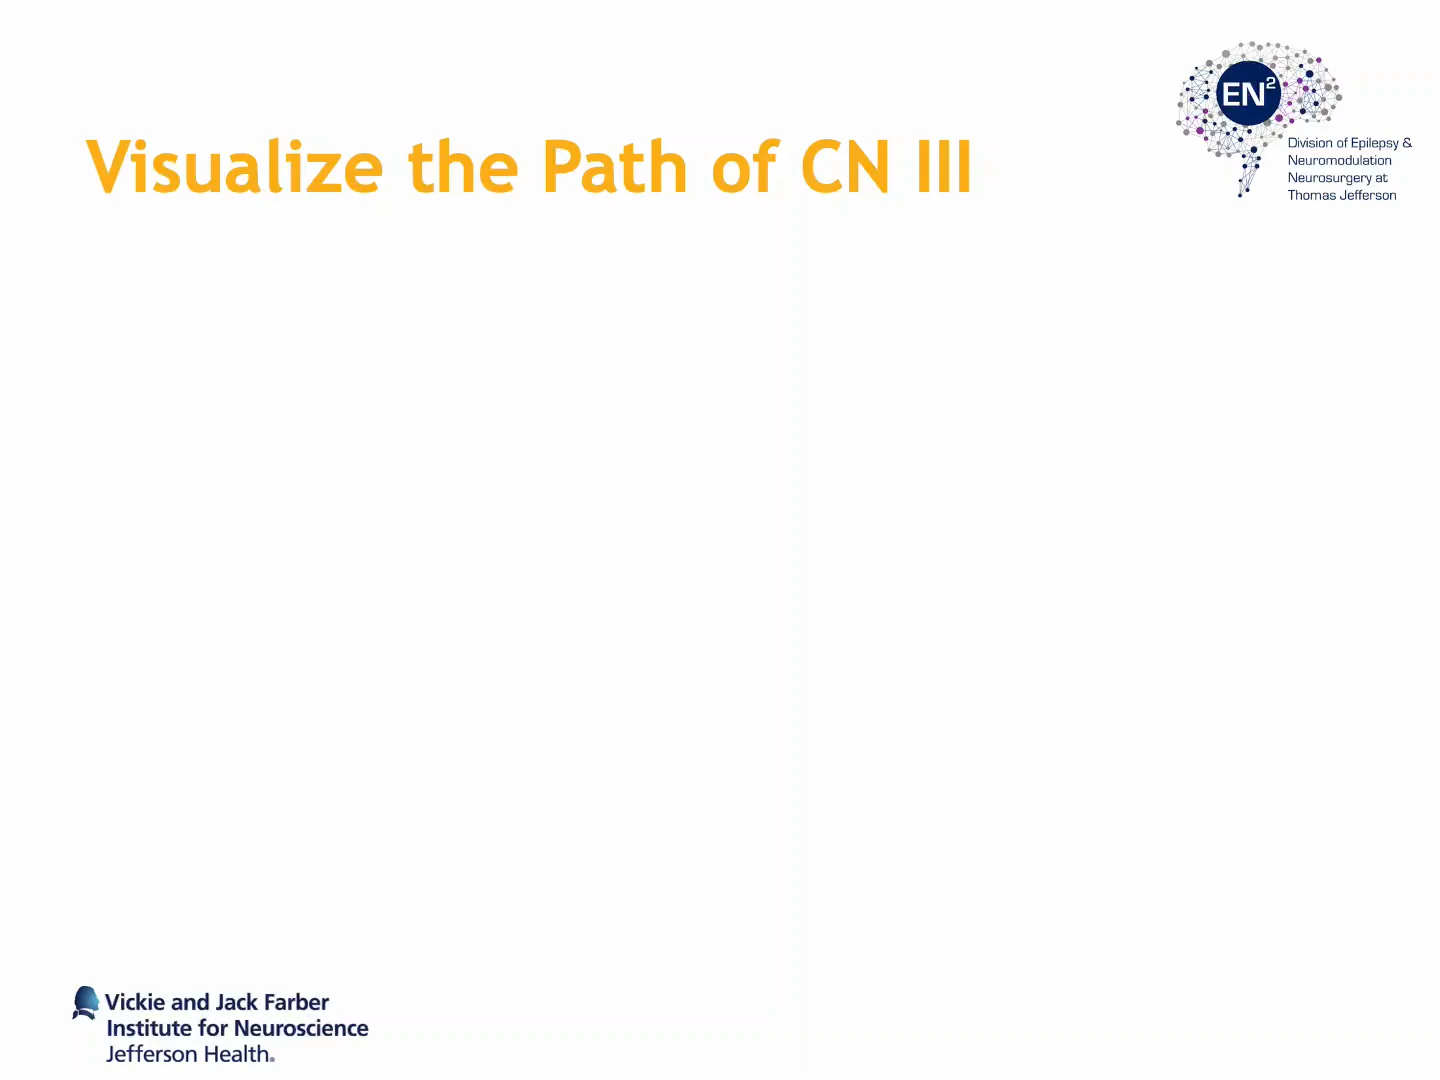 Visualize the Path of CN III
EN²
Division of Epilepsy &
Neuromodulation
Neurosurgery at
Thomas Jefferson
Vickie and Jack Farber
Institute for Neuroscience
Jefferson Health®